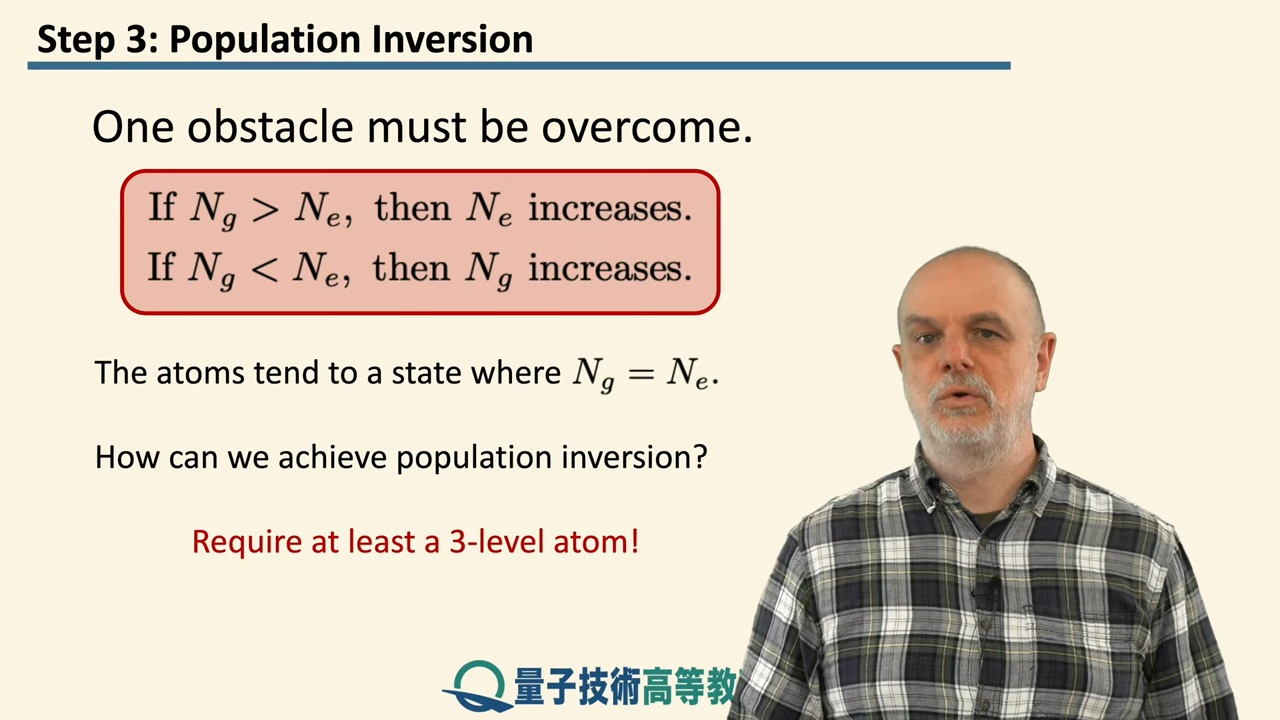 Step 3: Population Inversion
One obstacle must be overcome.
If N_g > N_e, then N_e increases.
If N_g < N_e, then N_g increases.
The atoms tend to a state where N_g = N_e.
How can we achieve population inversion?
Require at least a 3-level atom!
量子技術高等教